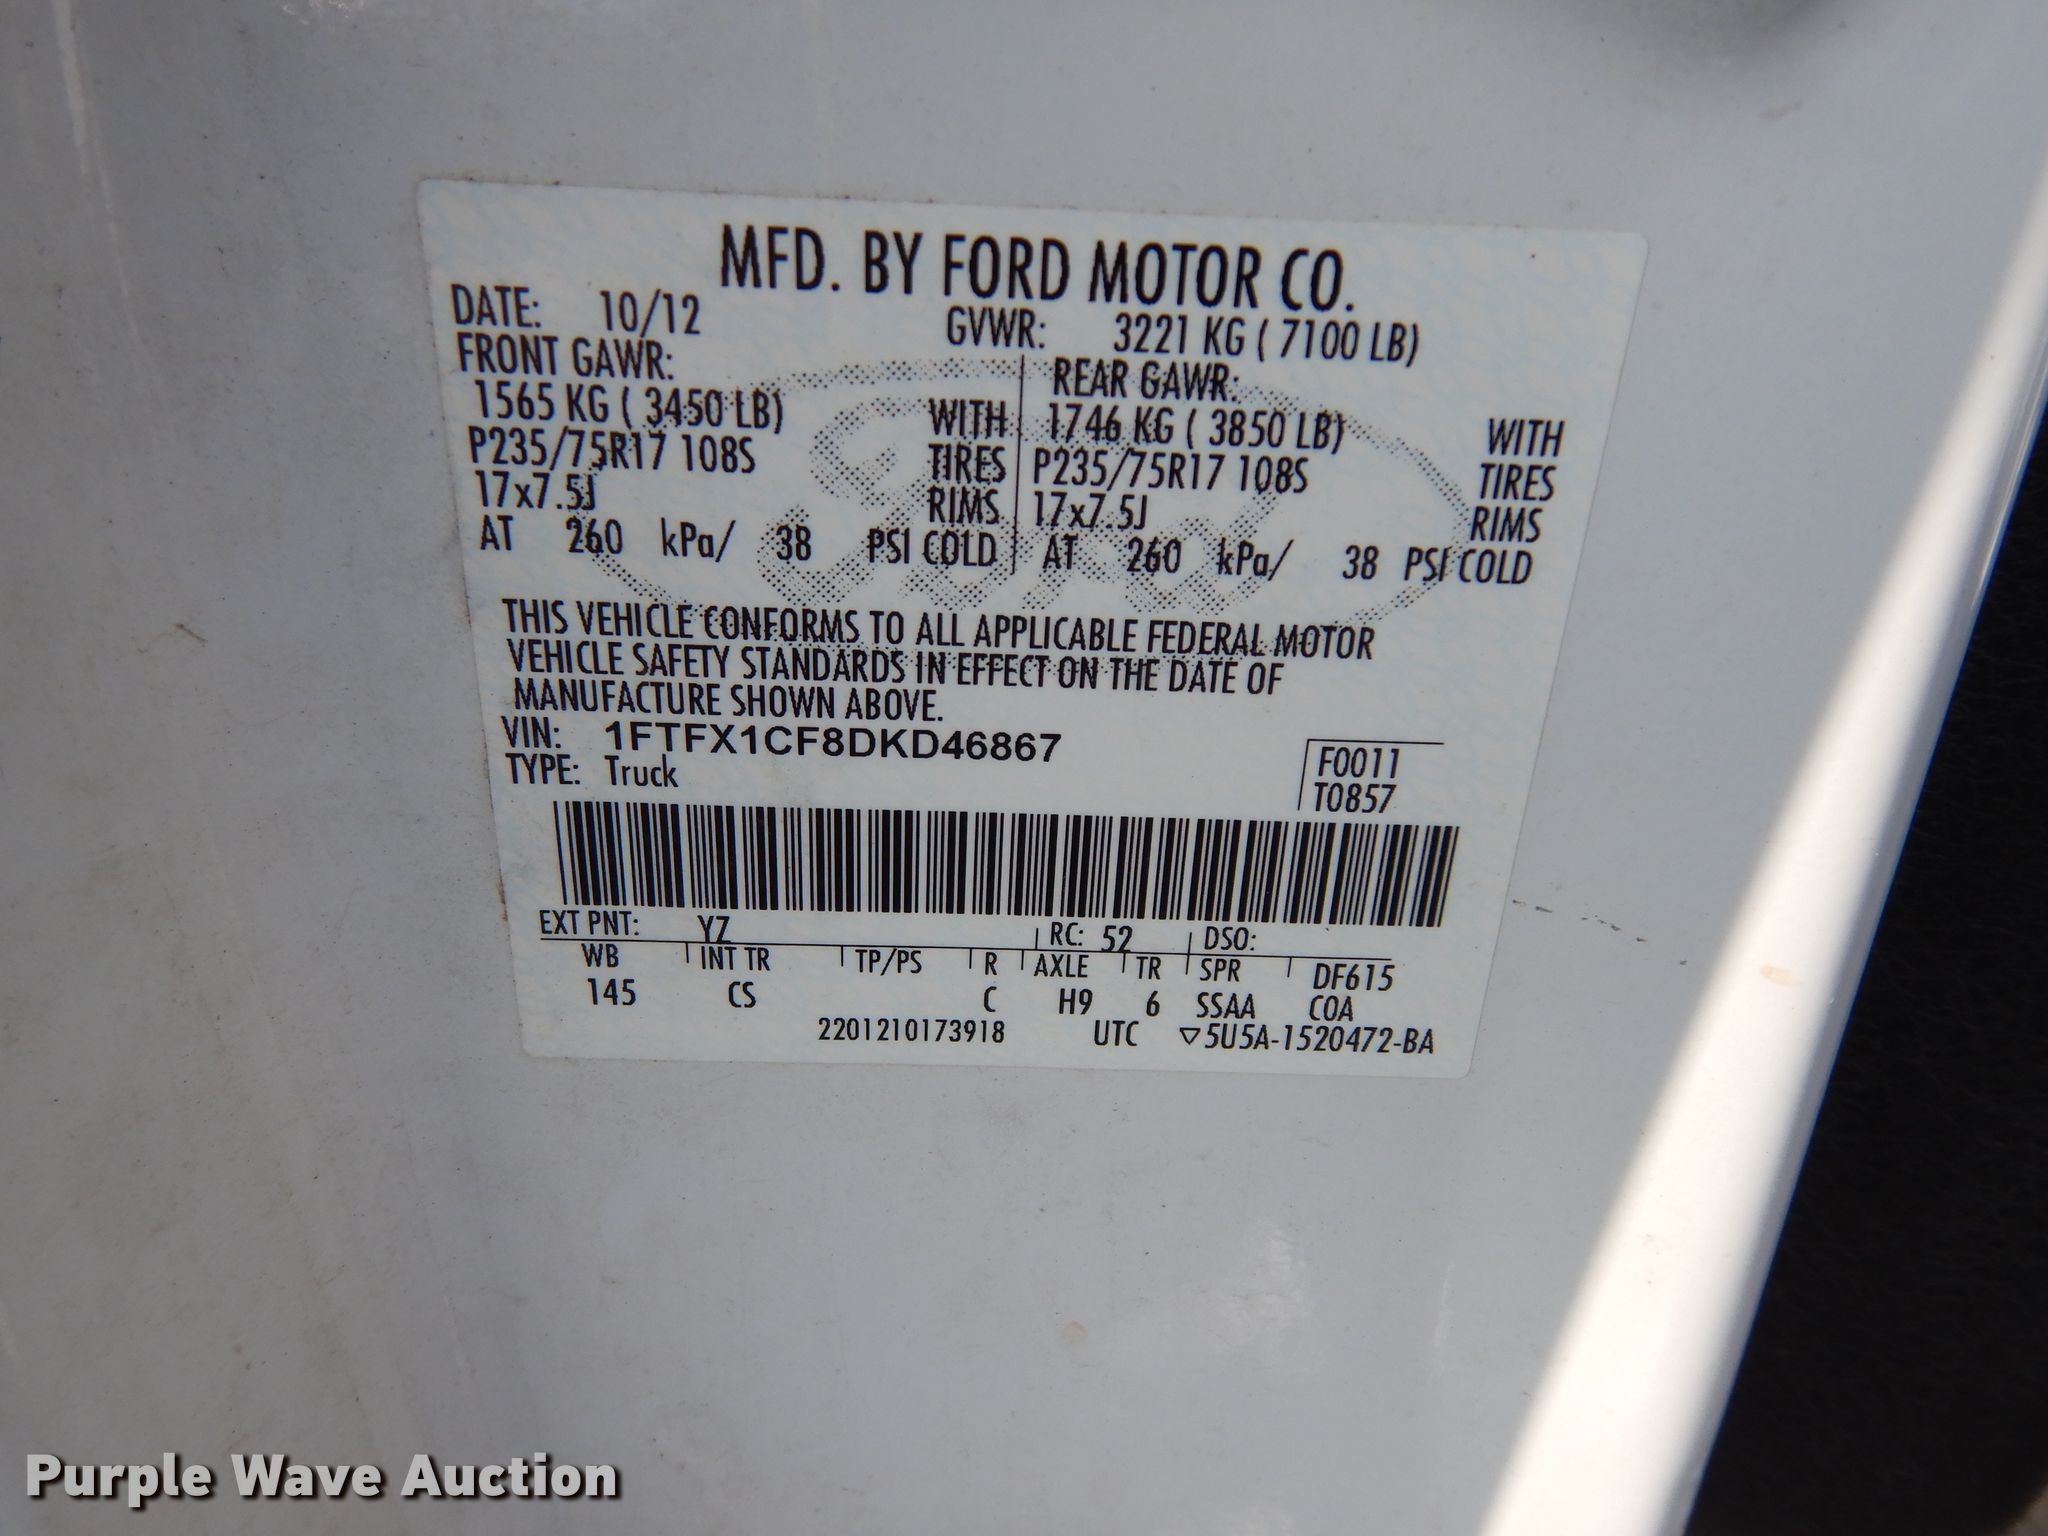 MFD. BY FORD MOTOR CO.
DATE: 10/12 GVWR: 3221 KG ( 7100 LB)
FRONT GAWR: REAR GAWR:
1565 KG ( 3450 LB) WITH 1746 KG ( 3850 LB) WITH
P235/75R17 108S TIRES P235/75R17 108S TIRES
17x7.5J RIMS 17x7.5J RIMS
AT 260 kPa/ 38 PSI COLD AT 260 kPa/ 38 PSI COLD
Ford
THIS VEHICLE CONFORMS TO ALL APPLICABLE FEDERAL MOTOR
VEHICLE SAFETY STANDARDS IN EFFECT ON THE DATE OF
MANUFACTURE SHOWN ABOVE.
VIN: 1FTFX1CF8DKD46867 F0011
TYPE: Truck T0857
EXT PNT: YZ RC: 52 DSO:
WB INT TR TP/PS R AXLE TR SPR DF615
145 CS C H9 6 SSAA COA
2201210173918 UTC ▽5U5A-1520472-BA
Purple Wave Auction